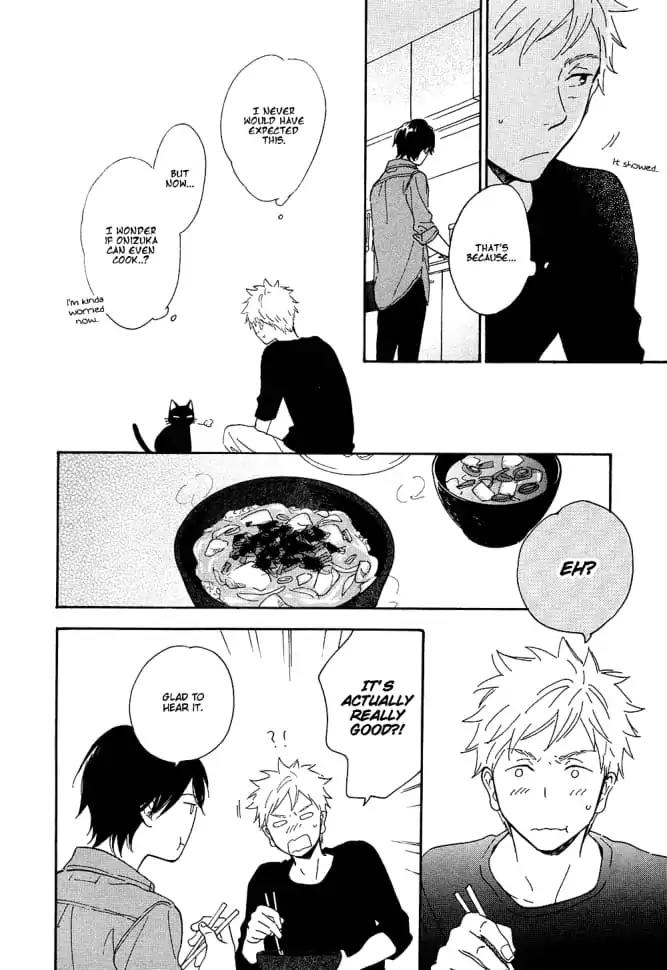 It showed..
THAT'S
BECAUSE...
I NEVER
WOULD HAVE
EXPECTED
THIS.
BUT
NOW...
I WONDER
IF ONIZUKA
CAN EVEN
COOK..?
I'm kinda
worried
now..
EH?
IT'S
ACTUALLY
REALLY
GOOD?!
??
GLAD TO
HEAR IT.